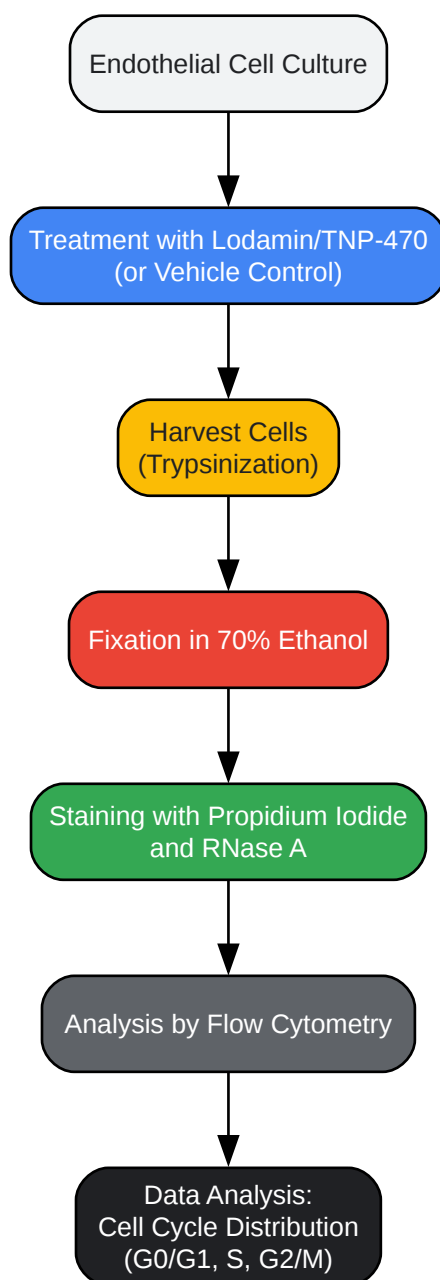 Endothelial Cell Culture
Treatment with Lodamin/TNP-470
(or Vehicle Control)
Harvest Cells
(Trypsinization)
Fixation in 70% Ethanol
Staining with Propidium Iodide
and RNase A
Analysis by Flow Cytometry
Data Analysis:
Cell Cycle Distribution
(G0/G1, S, G2/M)